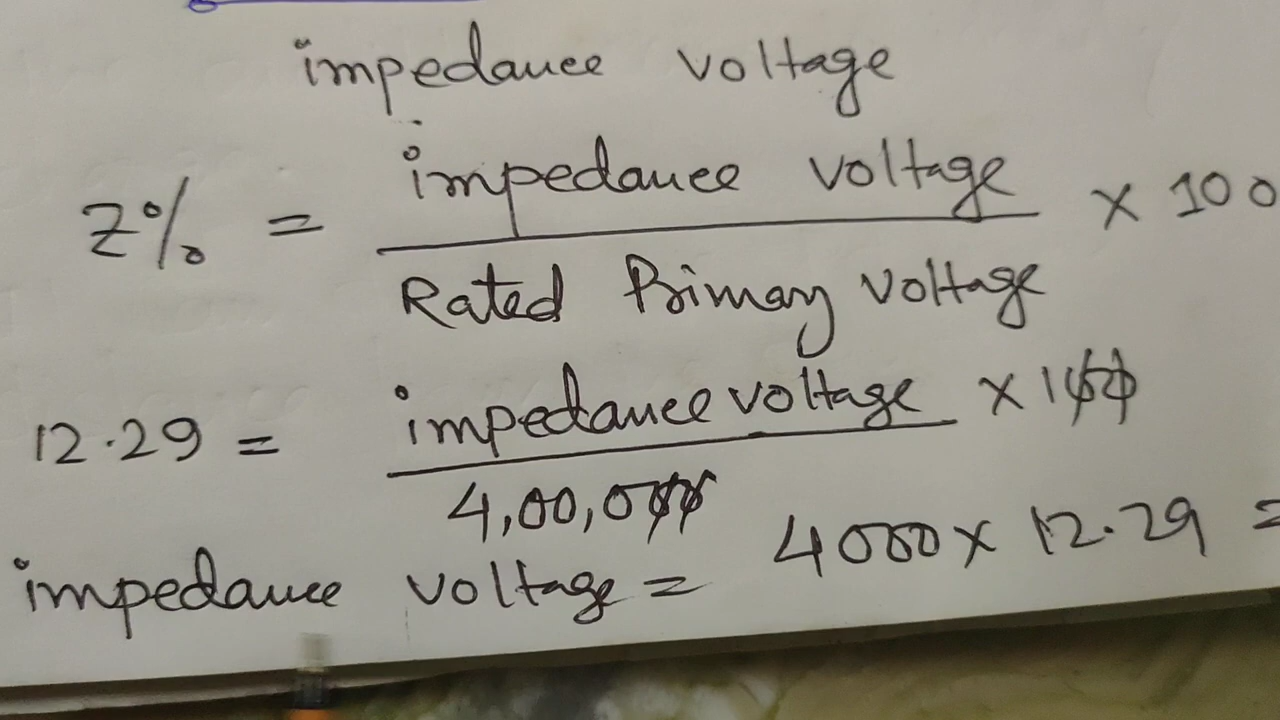 impedance voltage
Z% = impedance voltage / Rated Primary voltage × 100
12.29 = impedance voltage / 4,00,000 × 100
impedance voltage = 4000 × 12.29 =